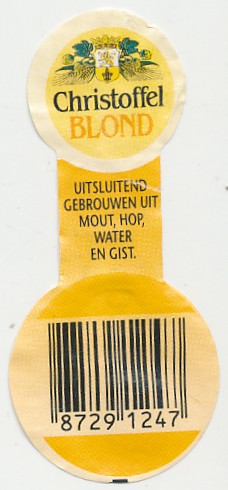 Christoffel
BLOND
UITSLUITEND
GEBROUWEN UIT
MOUT, HOP,
WATER
EN GIST.
8729 1247